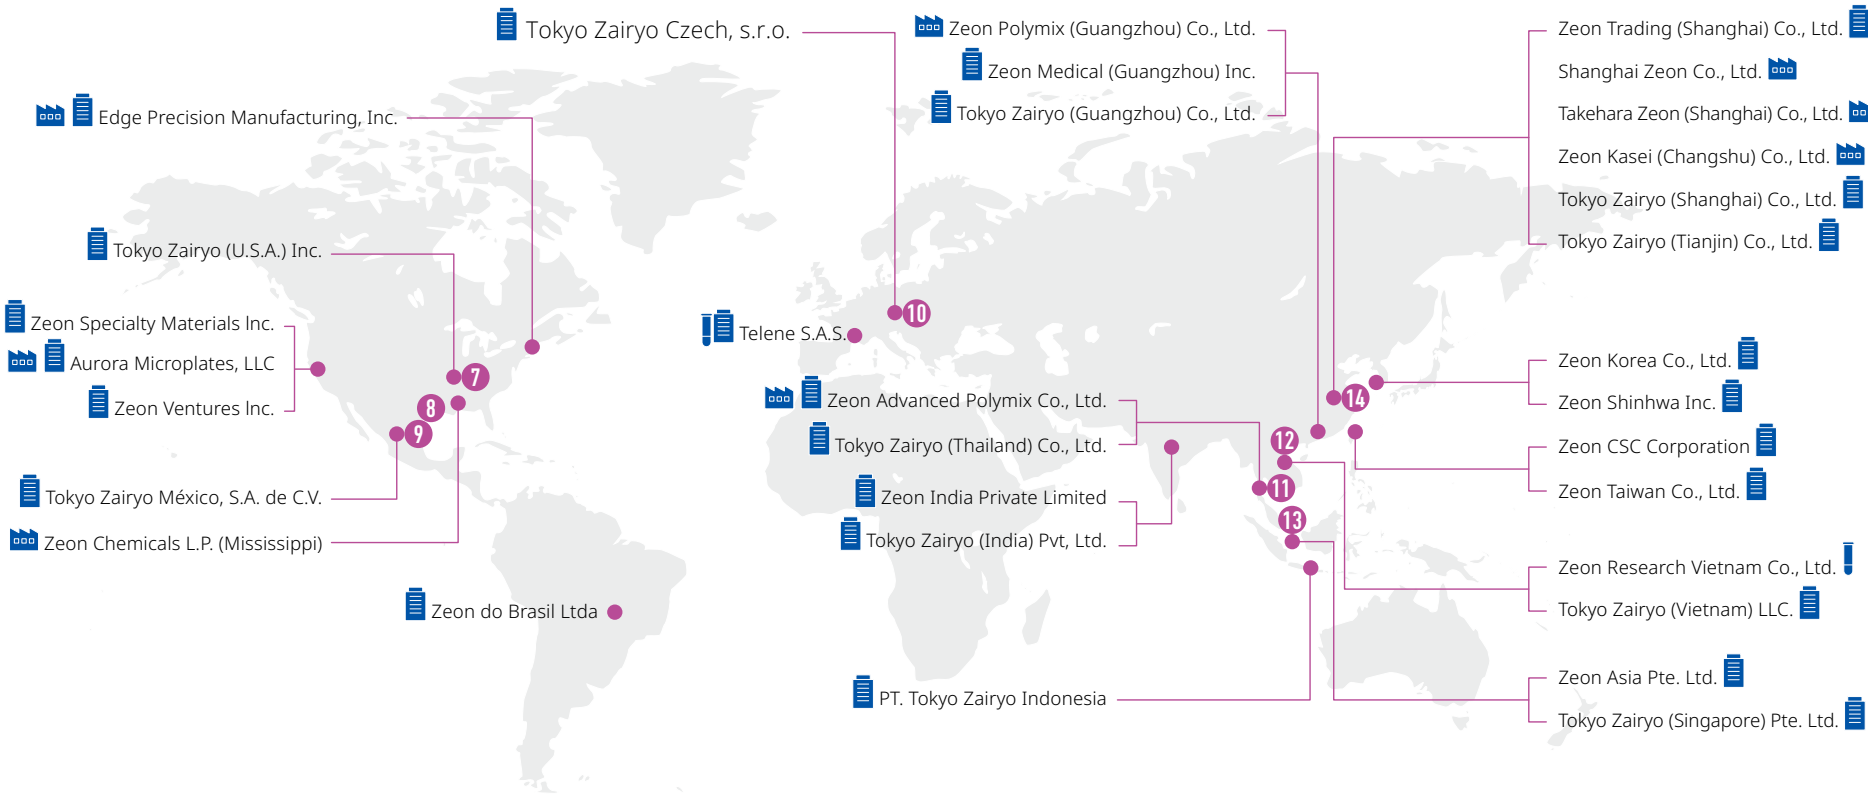 Tokyo Zairyo Czech, s.r.o.
Edge Precision Manufacturing, Inc.
Tokyo Zairyo (U.S.A.) Inc.
Zeon Specialty Materials Inc.
Aurora Microplates, LLC
Zeon Ventures Inc.
7
8
9
Tokyo Zairyo México, S.A. de C.V.
Zeon Chemicals L.P. (Mississippi)
Zeon do Brasil Ltda
Zeon Polymix (Guangzhou) Co., Ltd.
Zeon Medical (Guangzhou) Inc.
Tokyo Zairyo (Guangzhou) Co., Ltd.
10
Telene S.A.S.
Zeon Advanced Polymix Co., Ltd.
Tokyo Zairyo (Thailand) Co., Ltd.
Zeon India Private Limited
Tokyo Zairyo (India) Pvt, Ltd.
PT. Tokyo Zairyo Indonesia
14
12
11
13
Zeon Trading (Shanghai) Co., Ltd.
Shanghai Zeon Co., Ltd.
Takehara Zeon (Shanghai) Co., Ltd.
Zeon Kasei (Changshu) Co., Ltd.
Tokyo Zairyo (Shanghai) Co., Ltd.
Tokyo Zairyo (Tianjin) Co., Ltd.
Zeon Korea Co., Ltd.
Zeon Shinhwa Inc.
Zeon CSC Corporation
Zeon Taiwan Co., Ltd.
Zeon Research Vietnam Co., Ltd.
Tokyo Zairyo (Vietnam) LLC.
Zeon Asia Pte. Ltd.
Tokyo Zairyo (Singapore) Pte. Ltd.